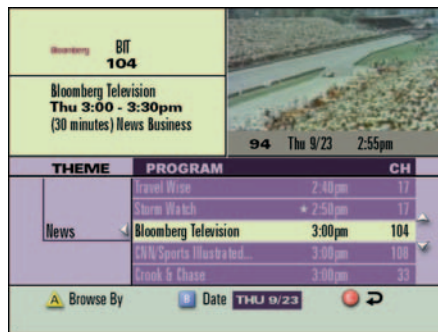 Bloomberg BIT
104
Bloomberg Television
Thu 3:00 - 3:30pm
(30 minutes) News Business
94 Thu 9/23 2:55pm
THEME PROGRAM CH
Travel Wise 2:40pm 17
Storm Watch ★ 2:50pm 17
News Bloomberg Television 3:00pm 104
CNN/Sports Illustrated... 3:00pm 100
Crook & Chase 3:00pm 33
A Browse By B Date THU 9/23